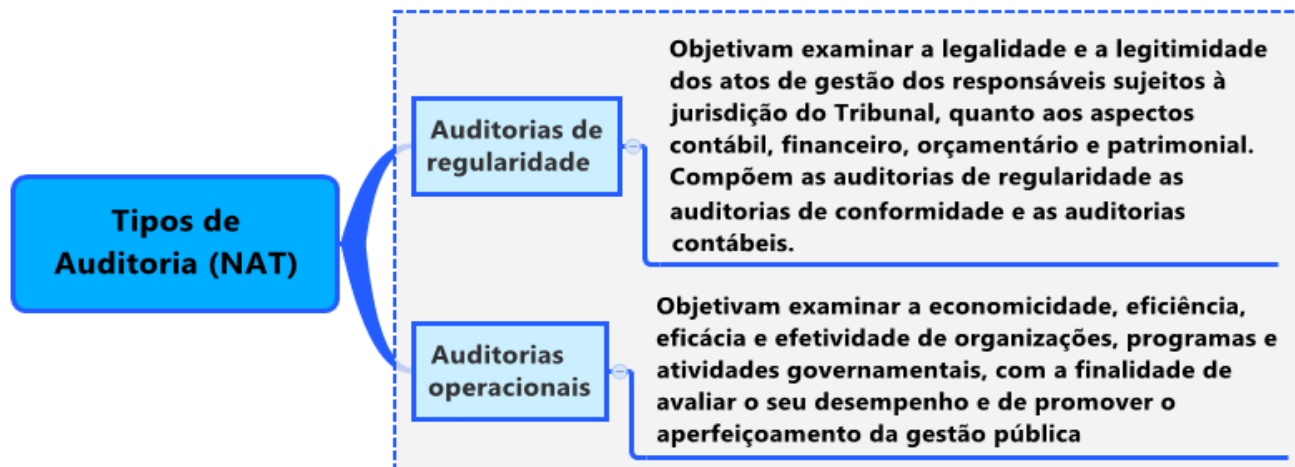 Tipos de
Auditoria (NAT)
Auditorias de
regularidade
Objetivam examinar a legalidade e a legitimidade
dos atos de gestão dos responsáveis sujeitos à
jurisdição do Tribunal, quanto aos aspectos
contábil, financeiro, orçamentário e patrimonial.
Compõem as auditorias de regularidade as
auditorias de conformidade e as auditorias
contábeis.
Auditorias
operacionais
Objetivam examinar a economicidade, eficiência,
eficácia e efetividade de organizações, programas e
atividades governamentais, com a finalidade de
avaliar o seu desempenho e de promover o
aperfeiçoamento da gestão pública